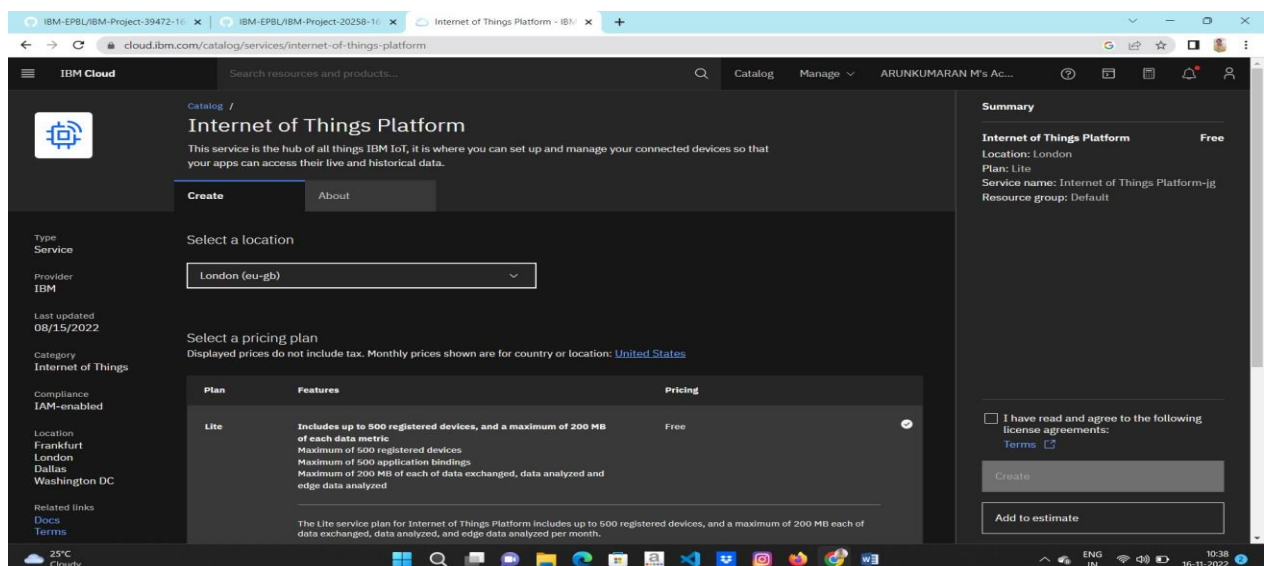 IBM-EPBL/IBM-Project-39472-16
IBM-EPBL/IBM-Project-20258-16
Internet of Things Platform - IBM
cloud.ibm.com/catalog/services/internet-of-things-platform
IBM Cloud
Search resources and products...
Catalog
Manage
ARUNKUMARAN M's Ac...
Catalog /
Internet of Things Platform
This service is the hub of all things IBM IoT, it is where you can set up and manage your connected devices so that
your apps can access their live and historical data.
Create
About
Type
Service
Provider
IBM
Last updated
08/15/2022
Category
Internet of Things
Compliance
IAM-enabled
Location
Frankfurt
London
Dallas
Washington DC
Related links
Docs
Terms
Select a location
London (eu-gb)
Select a pricing plan
Displayed prices do not include tax. Monthly prices shown are for country or location: United States
Plan Features Pricing
Lite
Includes up to 500 registered devices, and a maximum of 200 MB
of each data metric
Maximum of 500 registered devices
Maximum of 500 application bindings
Maximum of 200 MB of each of data exchanged, data analyzed and
edge data analyzed
Free
The Lite service plan for Internet of Things Platform includes up to 500 registered devices, and a maximum of 200 MB each of
data exchanged, data analyzed, and edge data analyzed per month.
Summary
Internet of Things Platform Free
Location: London
Plan: Lite
Service name: Internet of Things Platform-jg
Resource group: Default
I have read and agree to the following
license agreements:
Terms
Create
Add to estimate
25°C
Cloudy
ENG
IN
10:38
16-11-2022